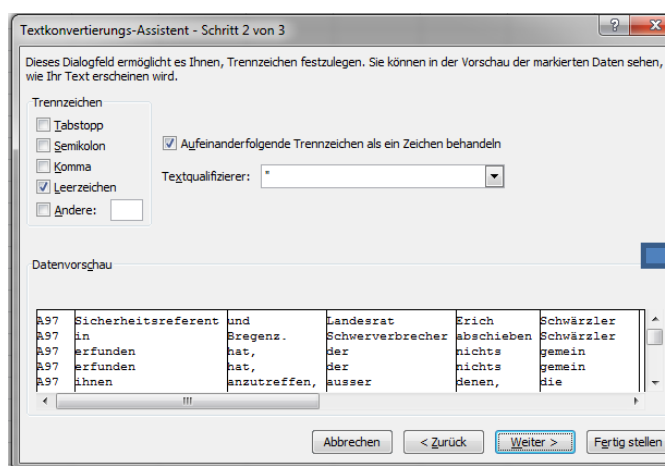 Textkonvertierungs-Assistent - Schritt 2 von 3
Dieses Dialogfeld ermöglicht es Ihnen, Trennzeichen festzulegen. Sie können in der Vorschau der markierten Daten sehen,
wie Ihr Text erscheinen wird.
Trennzeichen
Tabstopp
Semikolon
Komma
Leerzeichen
Andere:
Aufeinanderfolgende Trennzeichen als ein Zeichen behandeln
Textqualifizierer: "
Datenvorschau
A97 Sicherheitsreferent und Landesrat Erich Schwärzler
A97 in Bregenz. Schwerverbrecher abschieben Schwärzler
A97 erfunden hat, der nichts gemein
A97 erfunden hat, der nichts gemein
A97 ihnen anzutreffen, ausser denen, die
Abbrechen < Zurück Weiter > Fertig stellen